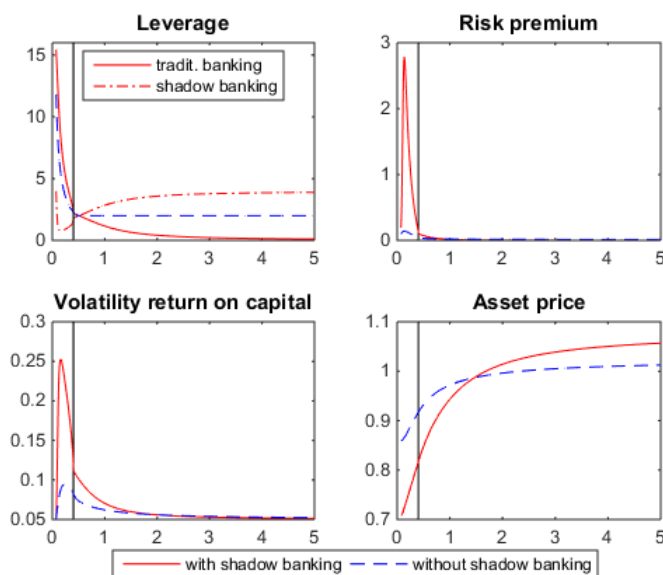 Leverage
15
10
5
0
0 1 2 3 4 5
tradit. banking
shadow banking
Risk premium
3
2
1
0
0 1 2 3 4 5
Volatility return on capital
0.3
0.25
0.2
0.15
0.1
0.05
0 1 2 3 4 5
Asset price
1.1
1
0.9
0.8
0.7
0 1 2 3 4 5
with shadow banking without shadow banking